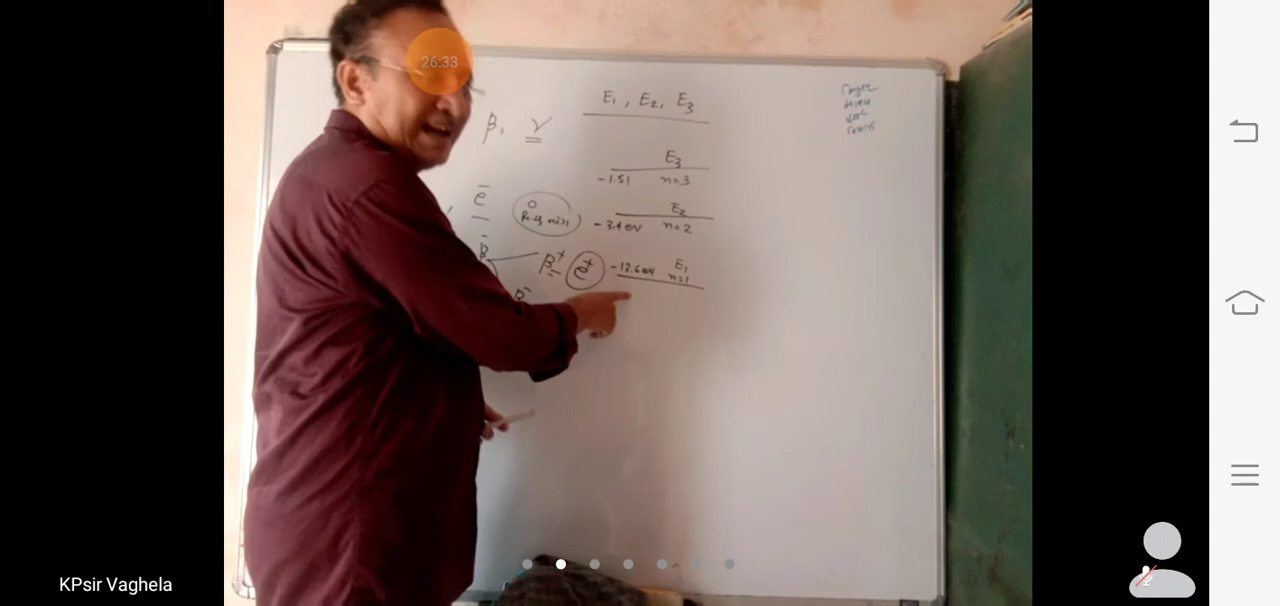 26:33
E₁, E₂, E₃
β, γ
E₃
-1.51 n=3
e̅
E₂
-3.4 eV n=2
β⁺ e⁺ -13.6 eV E₁
n=1
β⁻
KPsir Vaghela